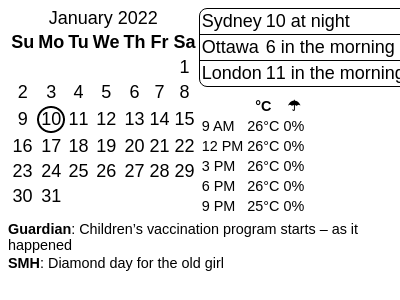 January 2022
Su Mo Tu We Th Fr Sa
1
2 3 4 5 6 7 8
9 10 11 12 13 14 15
16 17 18 19 20 21 22
23 24 25 26 27 28 29
30 31
Sydney 10 at night
Ottawa 6 in the morning
London 11 in the morning
°C ☂
9 AM 26°C 0%
12 PM 26°C 0%
3 PM 26°C 0%
6 PM 26°C 0%
9 PM 25°C 0%
Guardian: Children’s vaccination program starts – as it
happened
SMH: Diamond day for the old girl